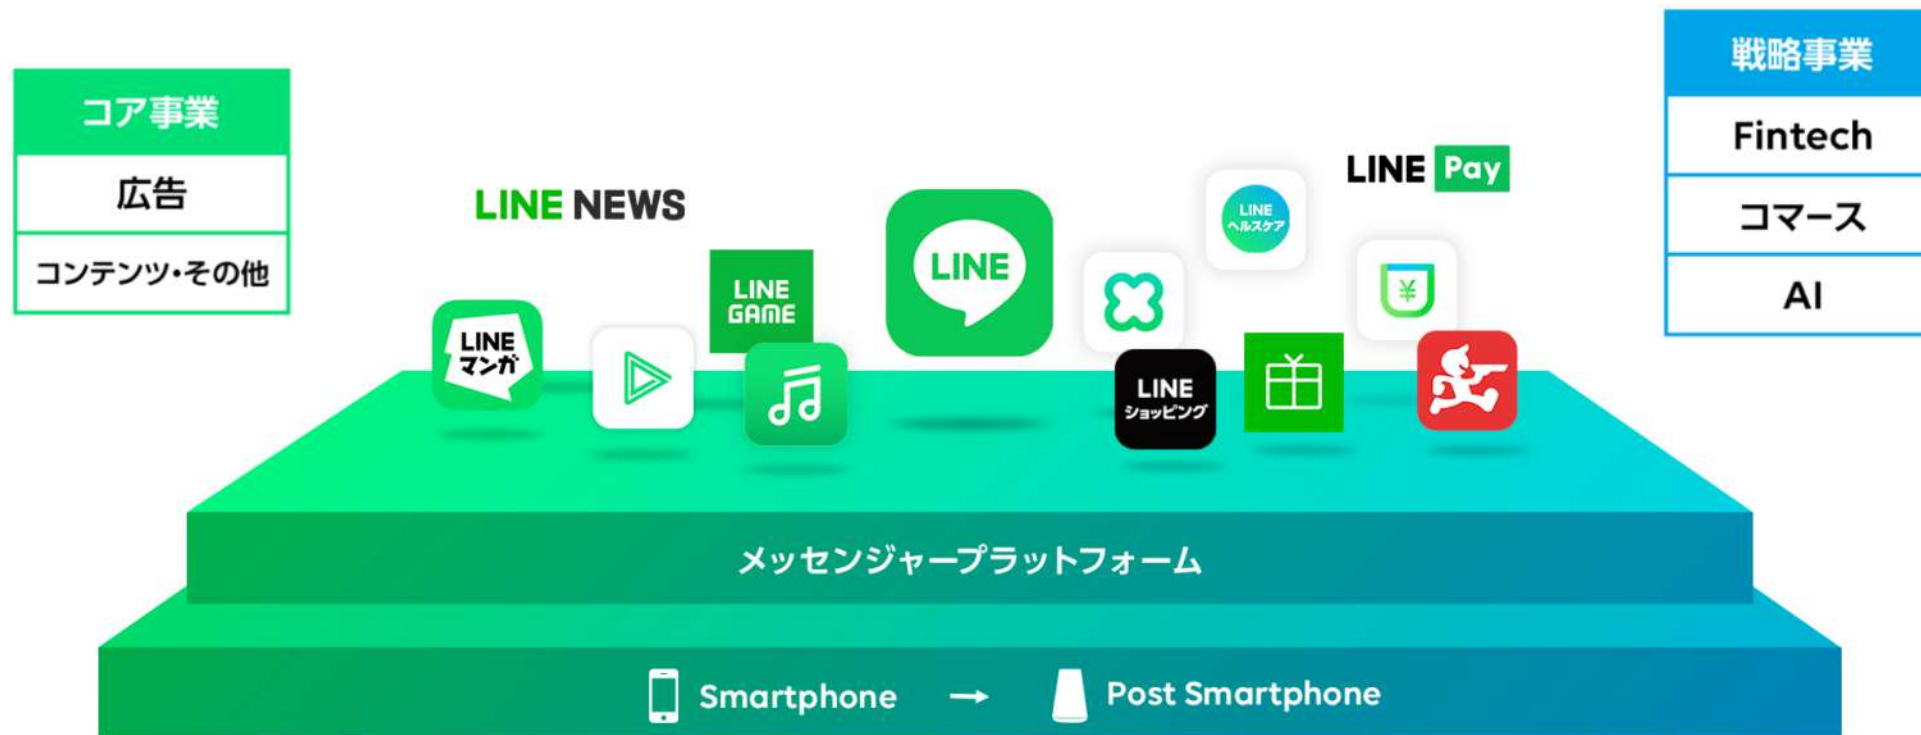 コア事業
広告
コンテンツ・その他
LINE NEWS
LINE
マンガ
LINE
GAME
LINE
LINE
ヘルスケア
LINE Pay
¥
LINE
ショッピング
戦略事業
Fintech
コマース
AI
メッセンジャープラットフォーム
Smartphone → Post Smartphone